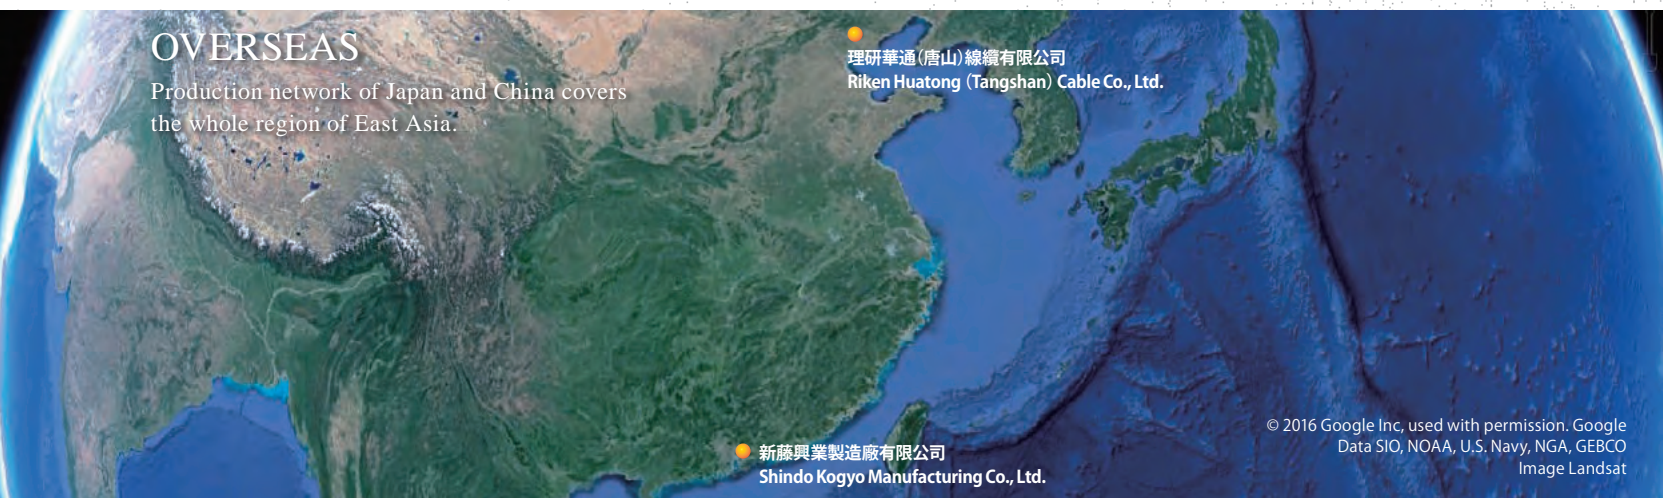 OVERSEAS
Production network of Japan and China covers
the whole region of East Asia.
理研華通（唐山）線纜有限公司
Riken Huatong (Tangshan) Cable Co., Ltd.
新藤興業製造廠有限公司
Shindo Kogyo Manufacturing Co., Ltd.
© 2016 Google Inc, used with permission. Google
Data SIO, NOAA, U.S. Navy, NGA, GEBCO
Image Landsat